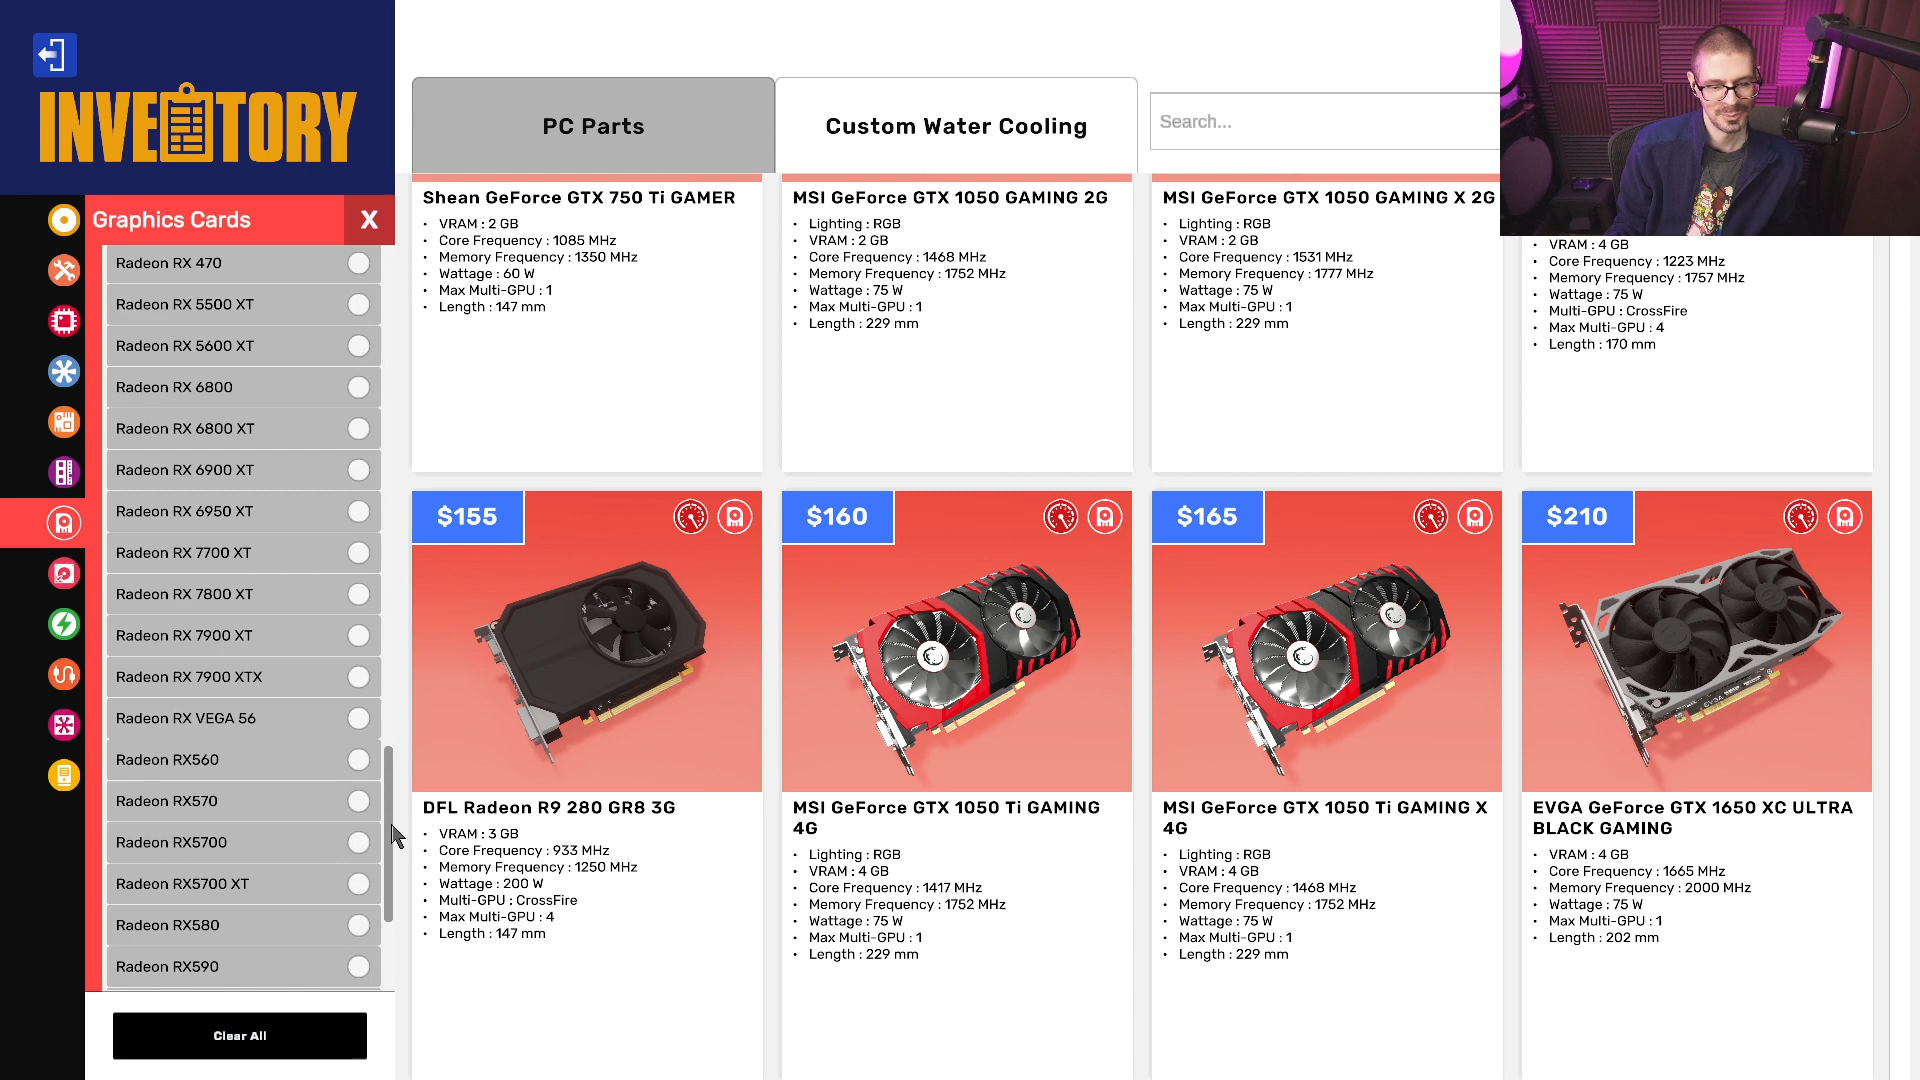 INVENTORY
PC Parts
Custom Water Cooling
Search...
Graphics Cards
X
Radeon RX 470
Radeon RX 5500 XT
Radeon RX 5600 XT
Radeon RX 6800
Radeon RX 6800 XT
Radeon RX 6900 XT
Radeon RX 6950 XT
Radeon RX 7700 XT
Radeon RX 7800 XT
Radeon RX 7900 XT
Radeon RX 7900 XTX
Radeon RX VEGA 56
Radeon RX560
Radeon RX570
Radeon RX5700
Radeon RX5700 XT
Radeon RX580
Radeon RX590
Clear All
Shean GeForce GTX 750 Ti GAMER
• VRAM : 2 GB
• Core Frequency : 1085 MHz
• Memory Frequency : 1350 MHz
• Wattage : 60 W
• Max Multi-GPU : 1
• Length : 147 mm
MSI GeForce GTX 1050 GAMING 2G
• Lighting : RGB
• VRAM : 2 GB
• Core Frequency : 1468 MHz
• Memory Frequency : 1752 MHz
• Wattage : 75 W
• Max Multi-GPU : 1
• Length : 229 mm
MSI GeForce GTX 1050 GAMING X 2G
• Lighting : RGB
• VRAM : 2 GB
• Core Frequency : 1531 MHz
• Memory Frequency : 1777 MHz
• Wattage : 75 W
• Max Multi-GPU : 1
• Length : 229 mm
• VRAM : 4 GB
• Core Frequency : 1223 MHz
• Memory Frequency : 1757 MHz
• Wattage : 75 W
• Multi-GPU : CrossFire
• Max Multi-GPU : 4
• Length : 170 mm
$155
DFL Radeon R9 280 GR8 3G
• VRAM : 3 GB
• Core Frequency : 933 MHz
• Memory Frequency : 1250 MHz
• Wattage : 200 W
• Multi-GPU : CrossFire
• Max Multi-GPU : 4
• Length : 147 mm
$160
MSI GeForce GTX 1050 Ti GAMING
4G
• Lighting : RGB
• VRAM : 4 GB
• Core Frequency : 1417 MHz
• Memory Frequency : 1752 MHz
• Wattage : 75 W
• Max Multi-GPU : 1
• Length : 229 mm
$165
MSI GeForce GTX 1050 Ti GAMING X
4G
• Lighting : RGB
• VRAM : 4 GB
• Core Frequency : 1468 MHz
• Memory Frequency : 1752 MHz
• Wattage : 75 W
• Max Multi-GPU : 1
• Length : 229 mm
$210
EVGA
EVGA GeForce GTX 1650 XC ULTRA
BLACK GAMING
• VRAM : 4 GB
• Core Frequency : 1665 MHz
• Memory Frequency : 2000 MHz
• Wattage : 75 W
• Max Multi-GPU : 1
• Length : 202 mm